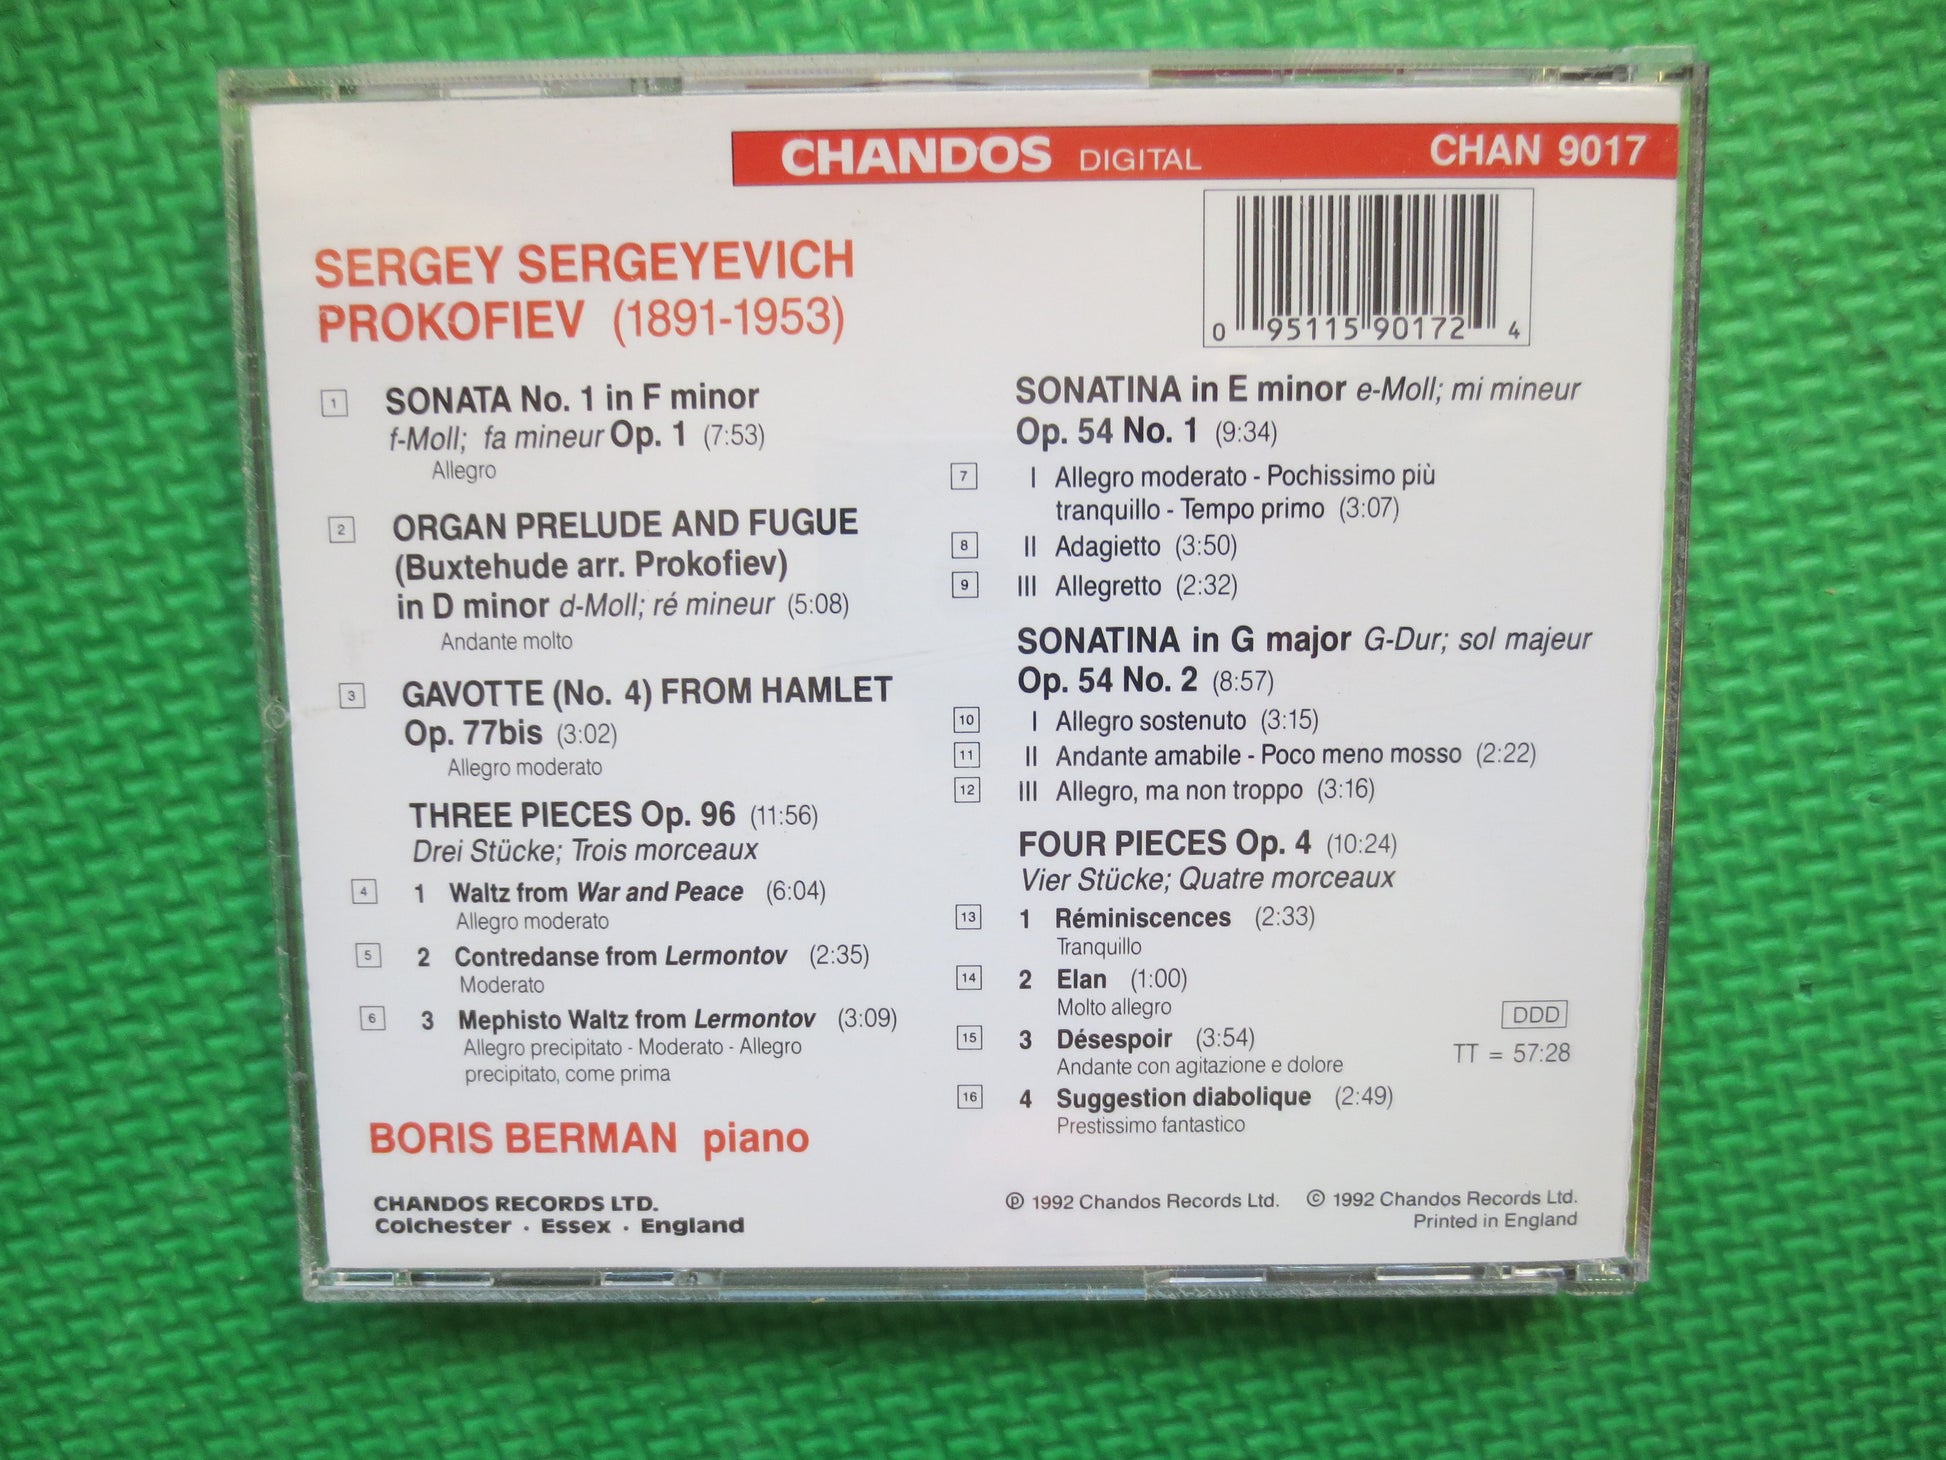 CHANDOS DIGITAL CHAN 9017
0 95115 90172 4
SERGEY SERGEYEVICH
PROKOFIEV (1891-1953)
1 SONATA No. 1 in F minor
f-Moll; fa mineur Op. 1 (7:53)
Allegro
2 ORGAN PRELUDE AND FUGUE
(Buxtehude arr. Prokofiev)
in D minor d-Moll; ré mineur (5:08)
Andante molto
3 GAVOTTE (No. 4) FROM HAMLET
Op. 77bis (3:02)
Allegro moderato
THREE PIECES Op. 96 (11:56)
Drei Stücke; Trois morceaux
4 1 Waltz from War and Peace (6:04)
Allegro moderato
5 2 Contredanse from Lermontov (2:35)
Moderato
6 3 Mephisto Waltz from Lermontov (3:09)
Allegro precipitato - Moderato - Allegro
precipitato, come prima
BORIS BERMAN piano
CHANDOS RECORDS LTD.
Colchester · Essex · England
SONATINA in E minor e-Moll; mi mineur
Op. 54 No. 1 (9:34)
7 I Allegro moderato - Pochissimo più
tranquillo - Tempo primo (3:07)
8 II Adagietto (3:50)
9 III Allegretto (2:32)
SONATINA in G major G-Dur; sol majeur
Op. 54 No. 2 (8:57)
10 I Allegro sostenuto (3:15)
11 II Andante amabile - Poco meno mosso (2:22)
12 III Allegro, ma non troppo (3:16)
FOUR PIECES Op. 4 (10:24)
Vier Stücke; Quatre morceaux
13 1 Réminiscences (2:33)
Tranquillo
14 2 Elan (1:00)
Molto allegro
15 3 Désespoir (3:54)
Andante con agitazione e dolore
16 4 Suggestion diabolique (2:49)
Prestissimo fantastico
DDD
TT = 57:28
℗ 1992 Chandos Records Ltd. © 1992 Chandos Records Ltd.
Printed in England